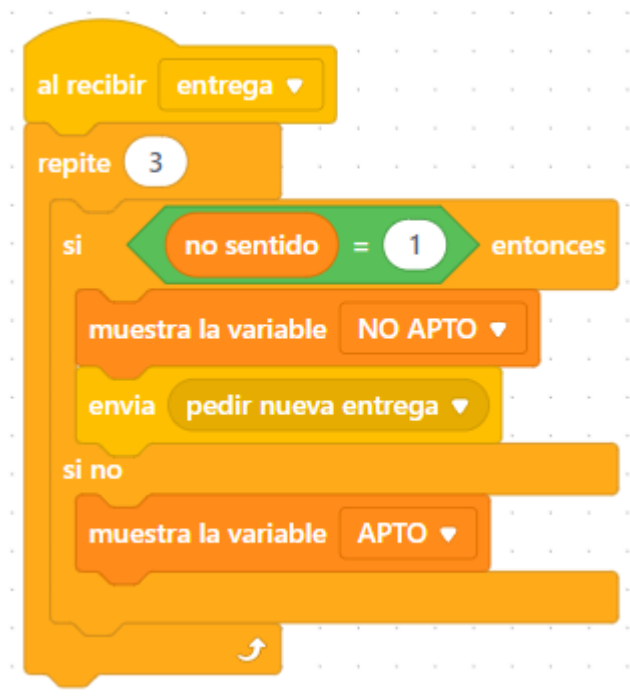 al recibir entrega
repite 3
si no sentido = 1 entonces
muestra la variable NO APTO
envia pedir nueva entrega
si no
muestra la variable APTO